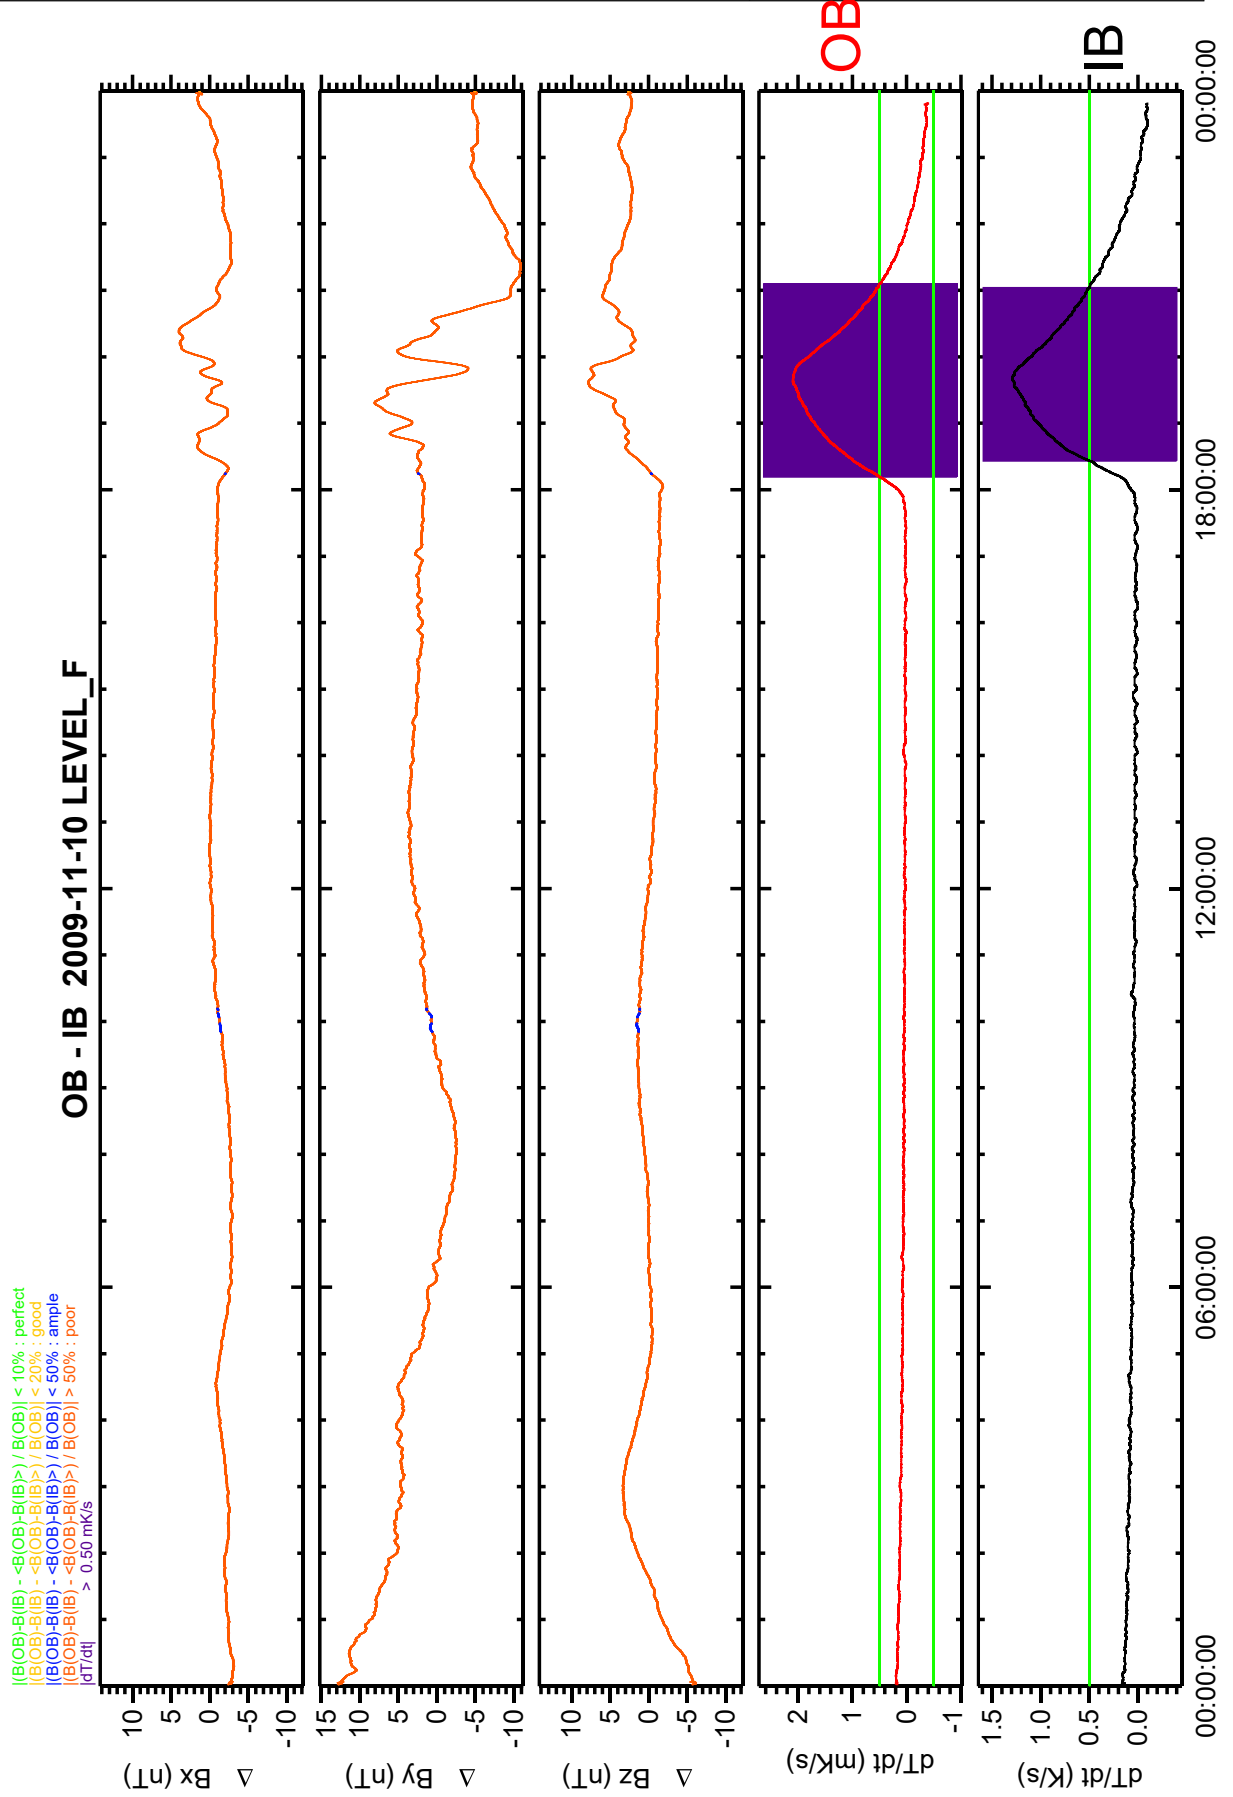 |(B(OB)-B(IB) - <B(OB)-B(IB)>) / B(OB)| < 10% : perfect
|(B(OB)-B(IB) - <B(OB)-B(IB)>) / B(OB)| < 20% : good
|(B(OB)-B(IB) - <B(OB)-B(IB)>) / B(OB)| < 50% : ample
|(B(OB)-B(IB) - <B(OB)-B(IB)>) / B(OB)| > 50% : poor
|dT/dt| > 0.50 mK/s
OB - IB 2009-11-10 LEVEL_F
Δ Bx (nT)
10
5
0
-5
-10
Δ By (nT)
15
10
5
0
-5
-10
Δ Bz (nT)
10
5
0
-5
-10
dT/dt (mK/s)
2
1
0
-1
OB
dT/dt (K/s)
1.5
1.0
0.5
0.0
IB
00:00:00
06:00:00
12:00:00
18:00:00
00:00:00